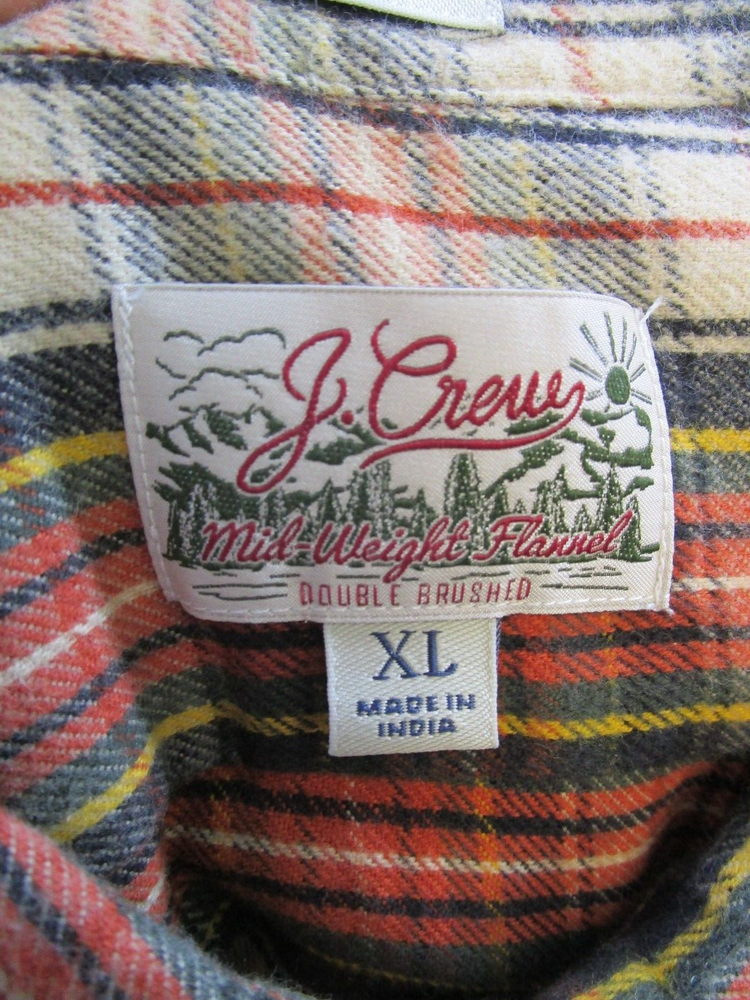 J. Crew
Mid-Weight Flannel
DOUBLE BRUSHED
XL
MADE IN
INDIA